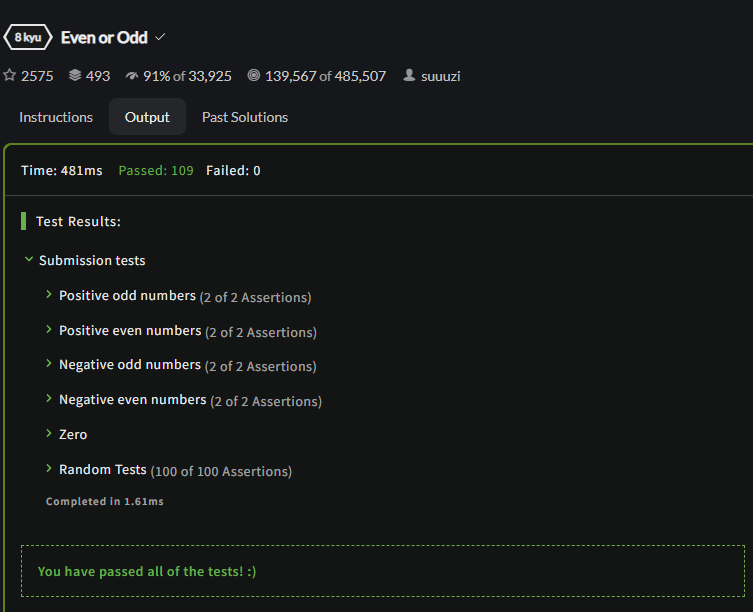 8 kyu Even or Odd
2575 493 91% of 33,925 139,567 of 485,507 suuuzi
Instructions Output Past Solutions
Time: 481ms Passed: 109 Failed: 0
Test Results:
Submission tests
Positive odd numbers (2 of 2 Assertions)
Positive even numbers (2 of 2 Assertions)
Negative odd numbers (2 of 2 Assertions)
Negative even numbers (2 of 2 Assertions)
Zero
Random Tests (100 of 100 Assertions)
Completed in 1.61ms
You have passed all of the tests! :)